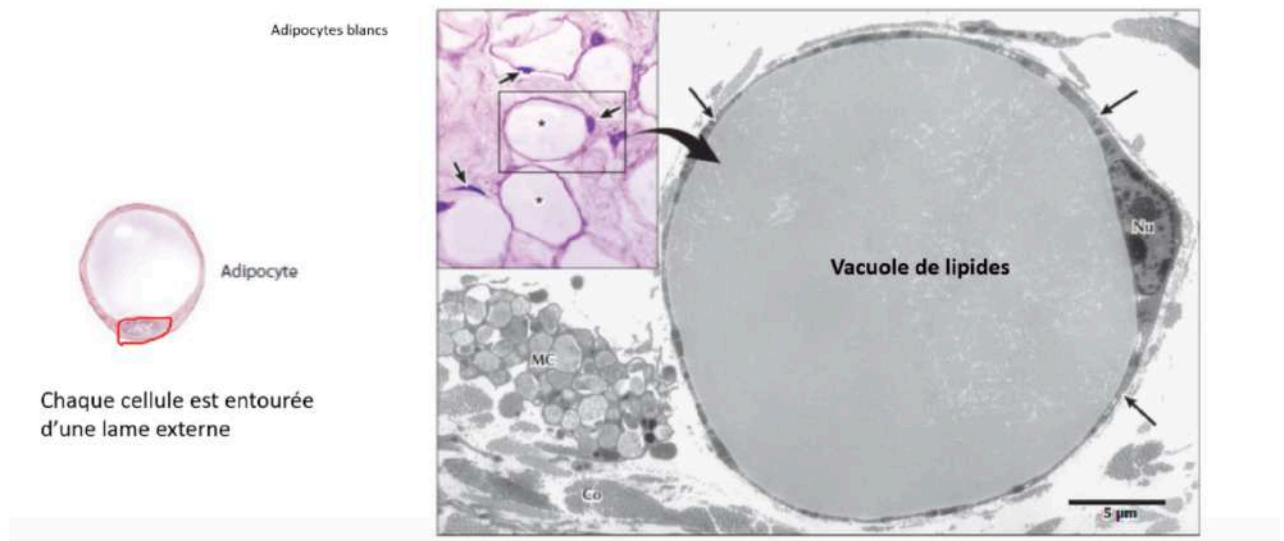 Adipocytes blancs
Adipocyte
Chaque cellule est entourée
d'une lame externe
*
*
Nu
Vacuole de lipides
MC
Co
5 µm